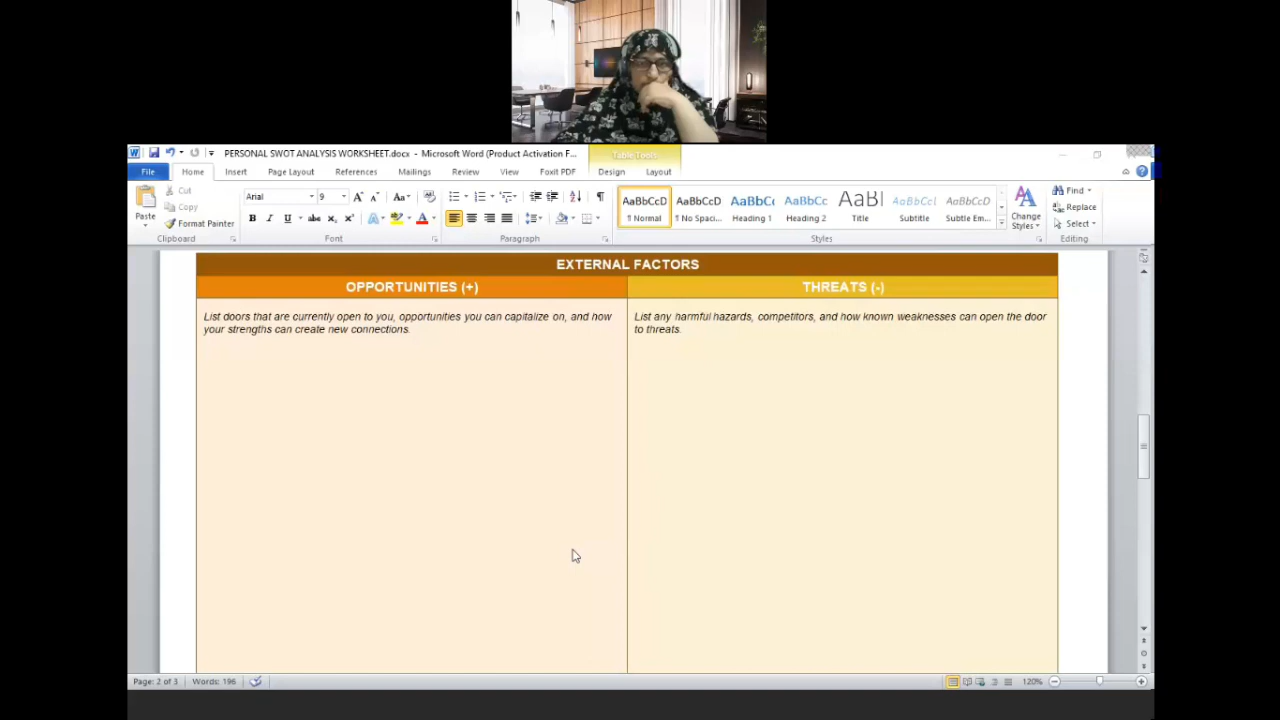 PERSONAL SWOT ANALYSIS WORKSHEET.docx - Microsoft Word (Product Activation F...
Table Tools
File Home Insert Page Layout References Mailings Review View Foxit PDF Design Layout
Paste
Cut
Copy
Format Painter
Clipboard
Arial 9
Font
Paragraph
AaBbCcD AaBbCcD AaBbCc AaBbCc AaBl AaBbCcl AaBbCcD
¶ Normal ¶ No Spaci... Heading 1 Heading 2 Title Subtitle Subtle Em...
Styles
Change
Styles
Find
Replace
Select
Editing
EXTERNAL FACTORS
OPPORTUNITIES (+)
THREATS (-)
List doors that are currently open to you, opportunities you can capitalize on, and how
your strengths can create new connections.
List any harmful hazards, competitors, and how known weaknesses can open the door
to threats.
Page: 2 of 3 Words: 196
120%